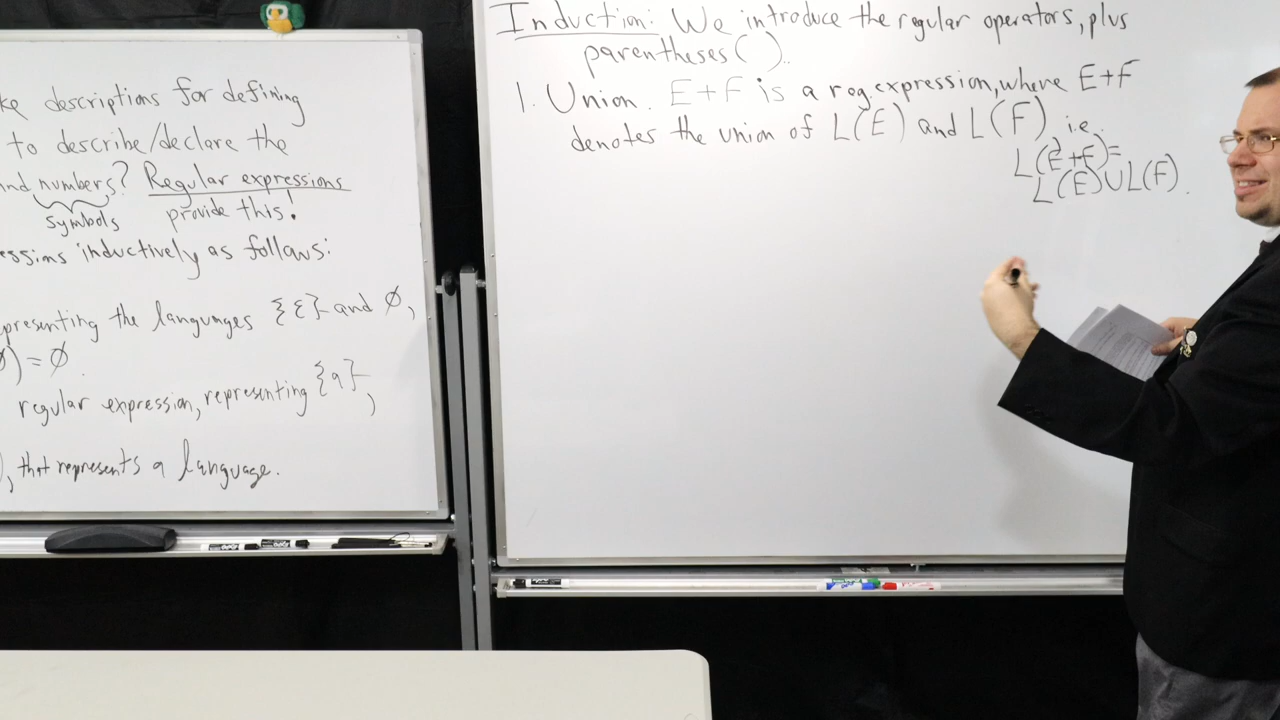 ke descriptions for defining
to describe/declare the
nd numbers? Regular expressions
symbols provide this!
essions inductively as follows:
presenting the languages {ε} and ∅,
) = ∅.
regular expression, representing {a},
), that represents a language.
Induction: We introduce the regular operators, plus
parentheses ( ).
1. Union. E+F is a reg. expression, where E+F
denotes the union of L(E) and L(F), i.e.
L(E+F)=
L(E)∪L(F).